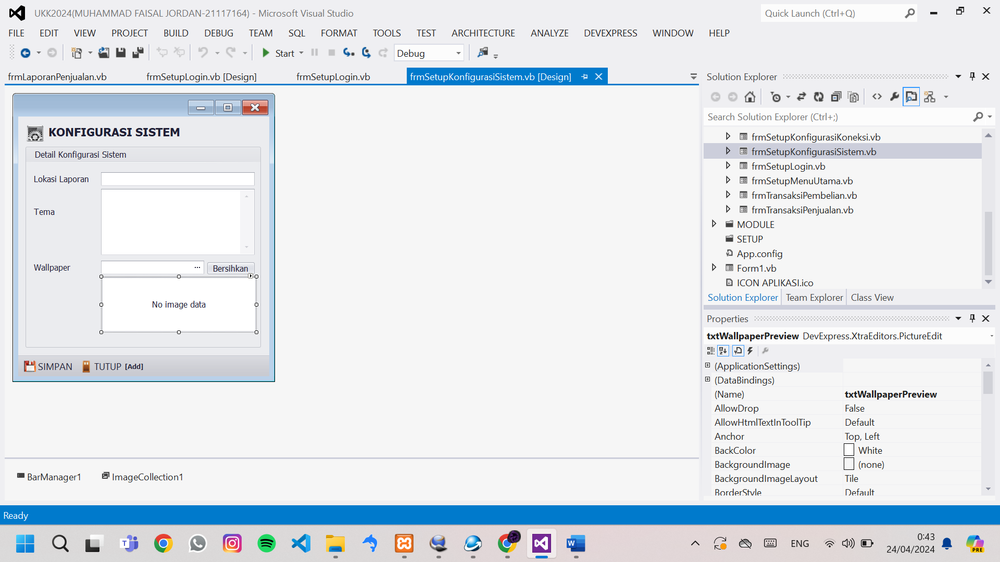 UKK2024(MUHAMMAD FAISAL JORDAN-21117164) - Microsoft Visual Studio
Quick Launch (Ctrl+Q)
FILE EDIT VIEW PROJECT BUILD DEBUG TEAM SQL FORMAT TOOLS TEST ARCHITECTURE ANALYZE DEVEXPRESS WINDOW HELP
Start Debug
frmLaporanPenjualan.vb frmSetupLogin.vb [Design] frmSetupLogin.vb frmSetupKonfigurasiSistem.vb [Design]
KONFIGURASI SISTEM
Detail Konfigurasi Sistem
Lokasi Laporan
Tema
Wallpaper ... Bersihkan
No image data
SIMPAN TUTUP [Add]
BarManager1 ImageCollection1
Solution Explorer
Search Solution Explorer (Ctrl+;)
frmSetupKonfigurasiKoneksi.vb
frmSetupKonfigurasiSistem.vb
frmSetupLogin.vb
frmSetupMenuUtama.vb
frmTransaksiPembelian.vb
frmTransaksiPenjualan.vb
MODULE
SETUP
App.config
Form1.vb
ICON APLIKASI.ico
Solution Explorer Team Explorer Class View
Properties
txtWallpaperPreview DevExpress.XtraEditors.PictureEdit
(ApplicationSettings)
(DataBindings)
(Name) txtWallpaperPreview
AllowDrop False
AllowHtmlTextInToolTip Default
Anchor Top, Left
BackColor White
BackgroundImage (none)
BackgroundImageLayout Tile
BorderStyle Default
Ready
ENG
0:43
24/04/2024
PRE